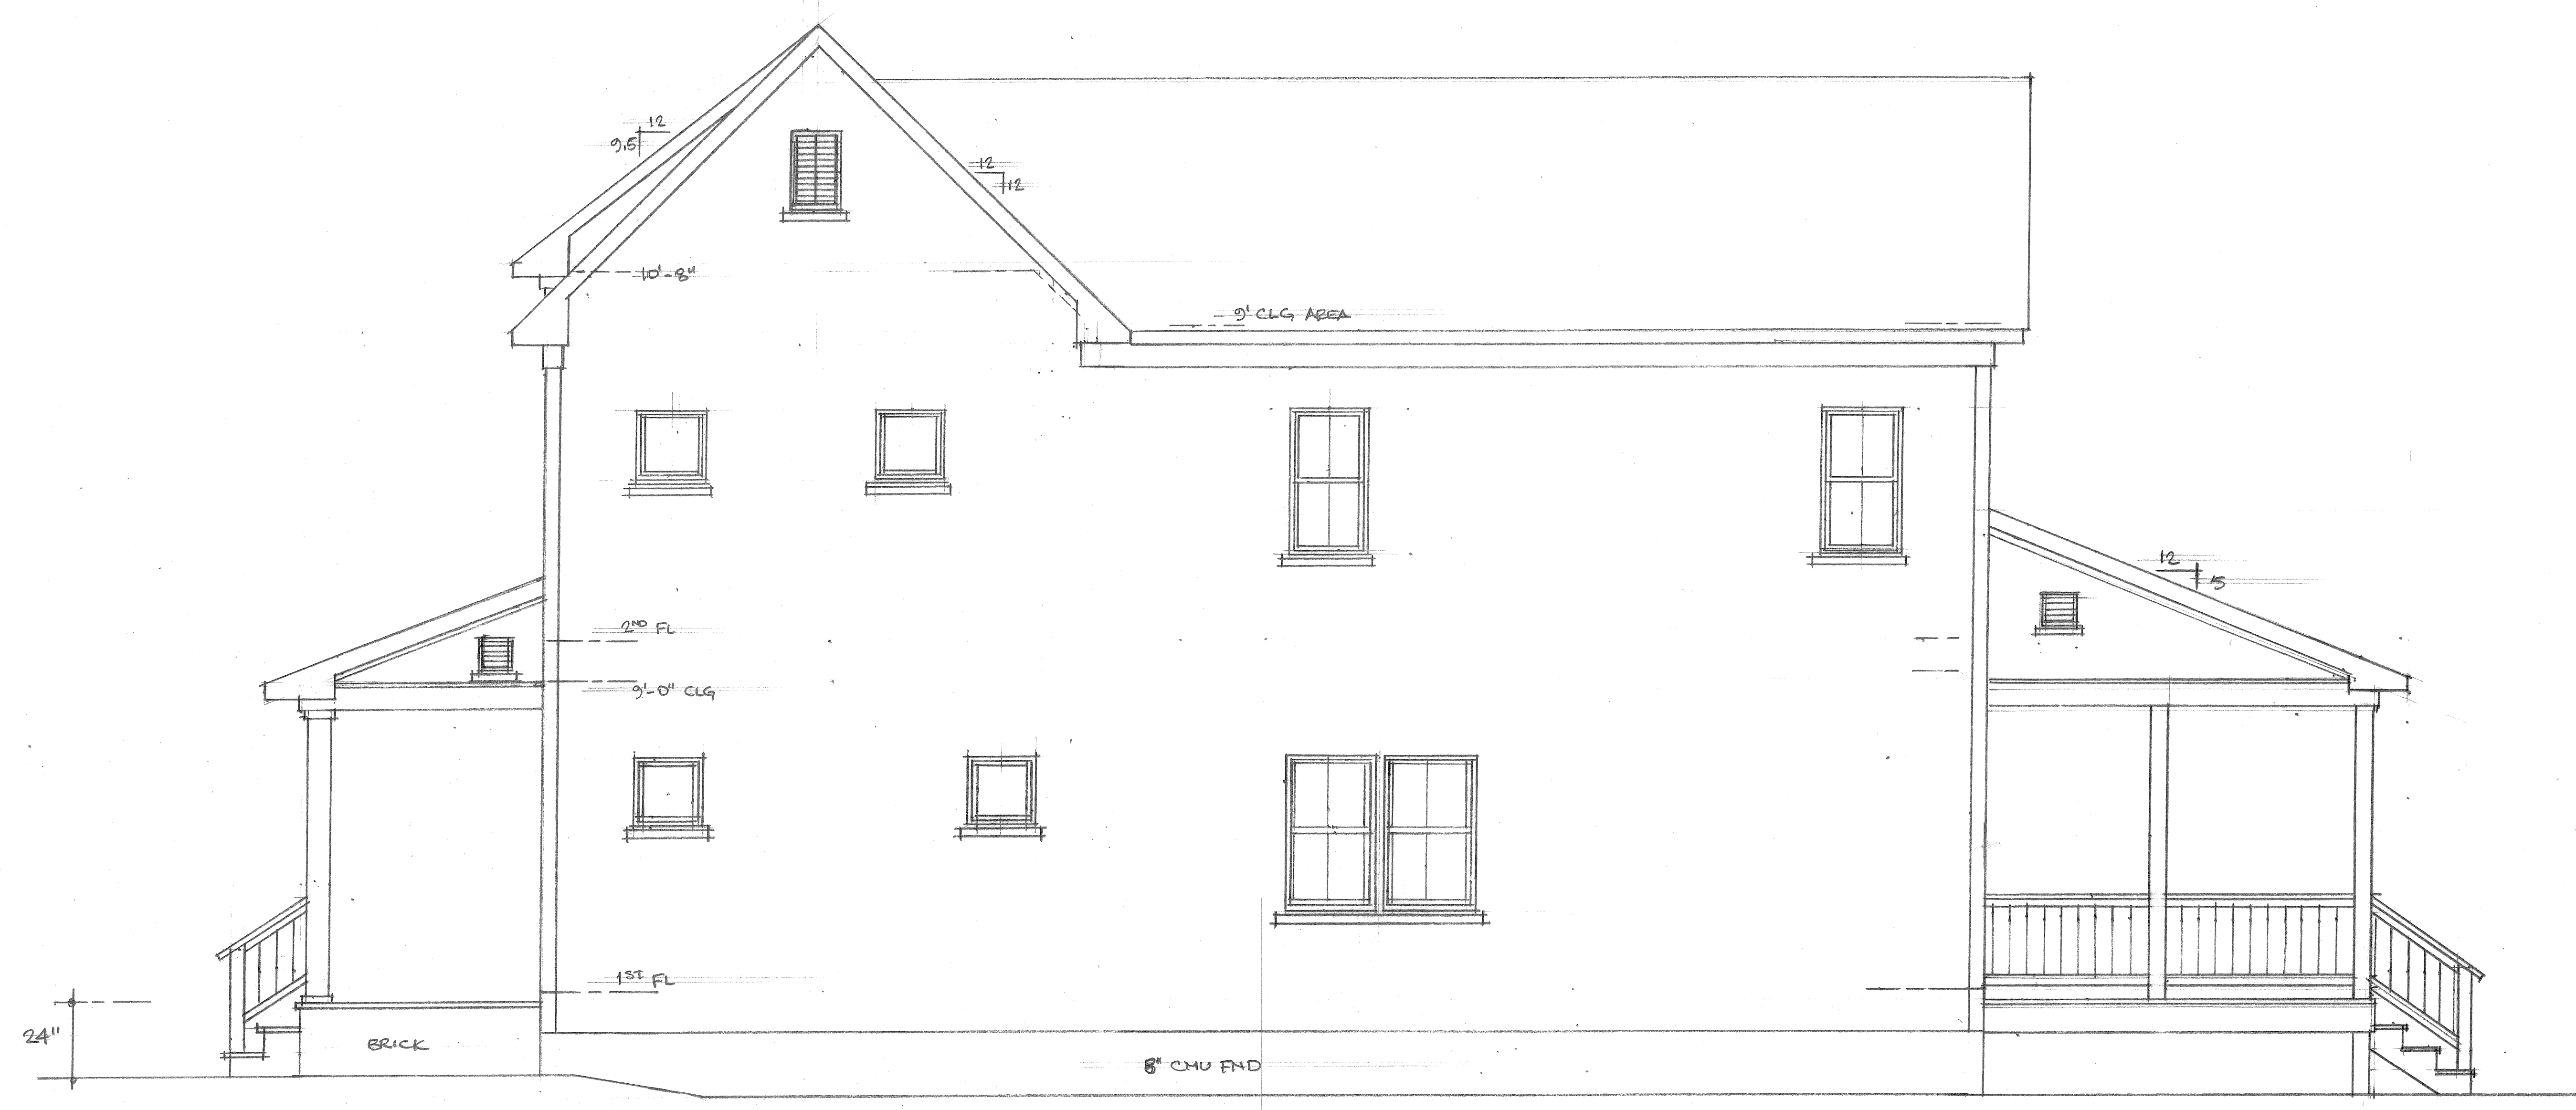 12
9.5
12
12
10'-8"
9' CLG AREA
12
5
2ND FL
9'-0" CLG
1ST FL
24"
BRICK
8" CMU FND